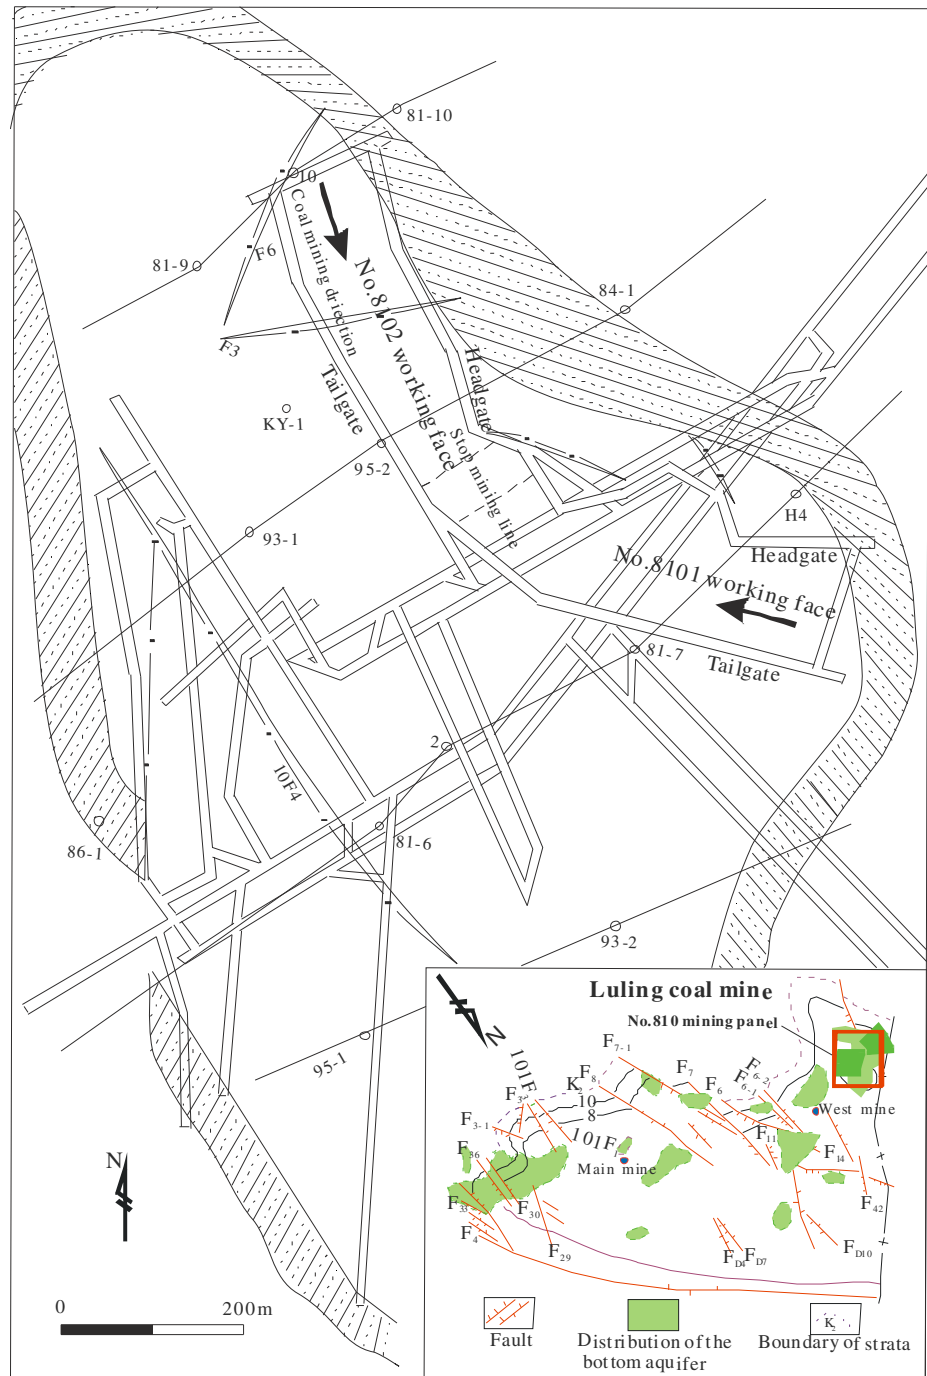 81-10
10
Coal mining driection
F6
81-9
No.8102 working face
84-1
F3
Headgate
Tailgate
KY-1
95-2
Stop mining line
H4
93-1
Headgate
No.8101 working face
81-7
Tailgate
2
10F4
86-1
81-6
93-2
95-1
N
0 200m
Luling coal mine
No.810 mining panel
N
F7-1
101F
F3
K2
F8
F7
F6-2
F6-1
F6
10
8
West mine
F3-1
101F1
F11
F36
F14
Main mine
F33
F30
F42
F4
F29
FD4
FD7
FD10
K2
Fault
Distribution of the
bottom aquifer
Boundary of strata